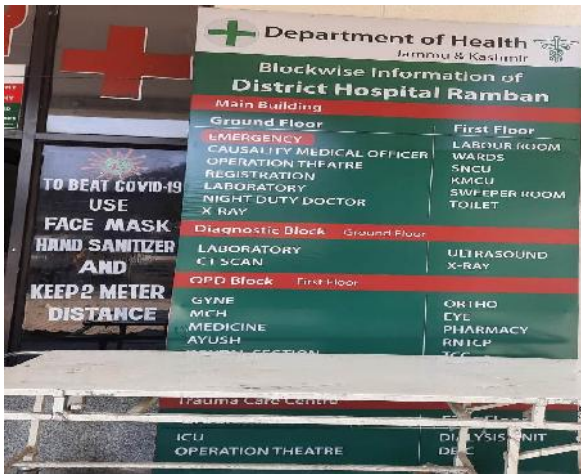 Department of Health
Jammu & Kashmir
Blockwise Information of
District Hospital Ramban
Main Building
Ground Floor
EMERGENCY
CAUSALITY MEDICAL OFFICER
OPERATION THEATRE
REGISTRATION
LABORATORY
NIGHT DUTY DOCTOR
X-RAY
First Floor
LABOUR ROOM
WARDS
SNCU
KMCU
SWEEPER ROOM
TOILET
Diagnostic Block Ground Floor
LABORATORY
CT SCAN
ULTRASOUND
X-RAY
OPD Block First Floor
GYNE
MCH
MEDICINE
AYUSH
ORTHO
EYE
PHARMACY
RNTCP
Trauma Care Centre
ICU
OPERATION THEATRE
DIALYSIS UNIT
TO BEAT COVID-19
USE
FACE MASK
HAND SANITIZER
AND
KEEP 2 METER
DISTANCE